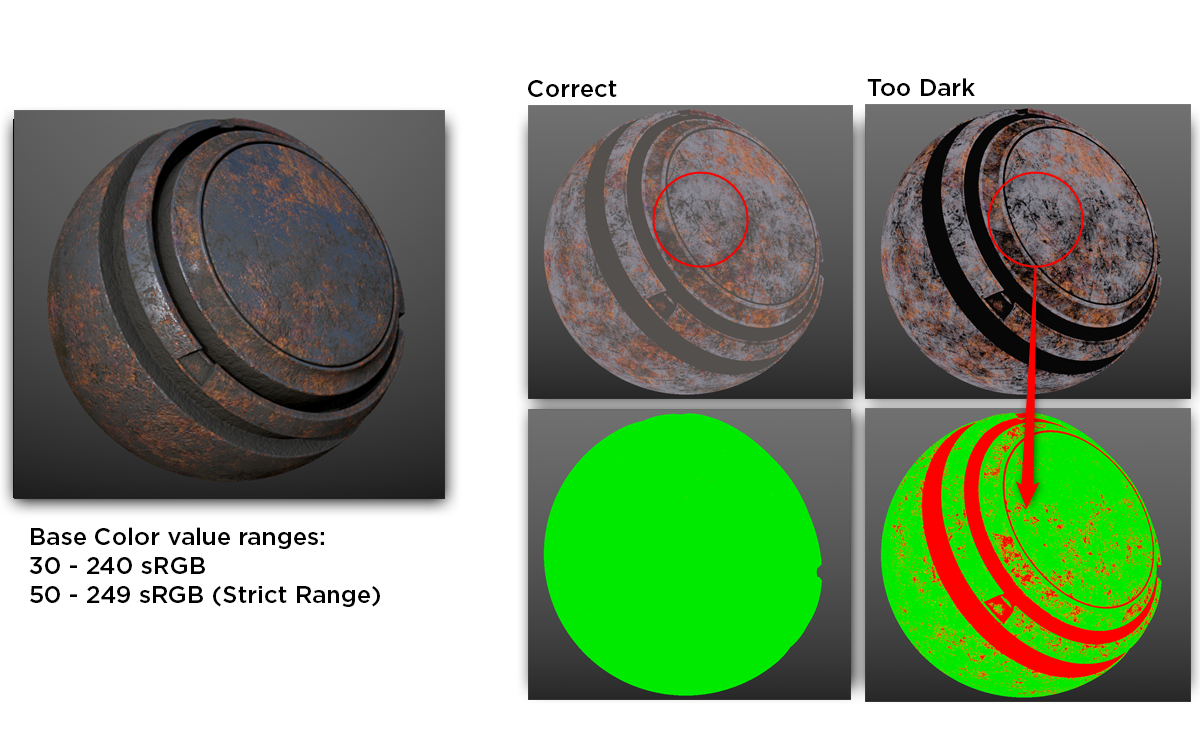 Correct
Too Dark
Base Color value ranges:
30 - 240 sRGB
50 - 249 sRGB (Strict Range)